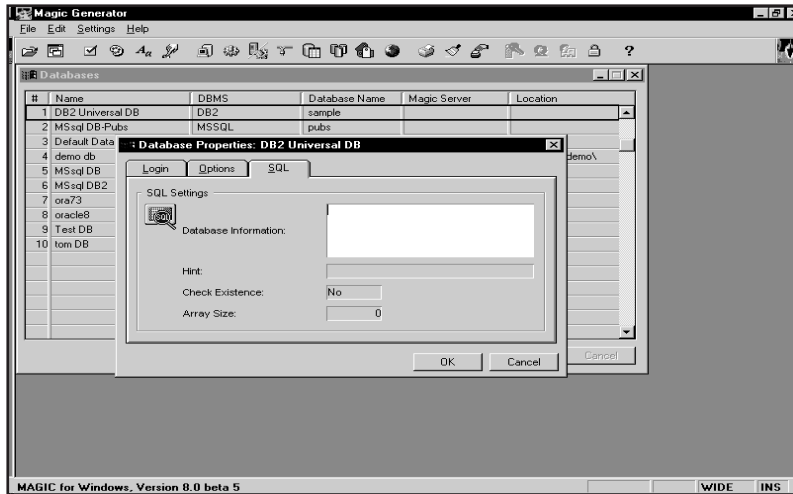 Magic Generator
File Edit Settings Help
?
Databases
# Name DBMS Database Name Magic Server Location
1 DB2 Universal DB DB2 sample
2 MSsql DB-Pubs MSSQL pubs
3 Default Data
4 demo db demo\
5 MSsql DB
6 MSsql DB2
7 ora73
8 oracle8
9 Test DB
10 tom DB
Database Properties: DB2 Universal DB
Login Options SQL
SQL Settings
SQL
Database Information:
Hint:
Check Existence: No
Array Size: 0
OK Cancel
Cancel
MAGIC for Windows, Version 8.0 beta 5 WIDE INS